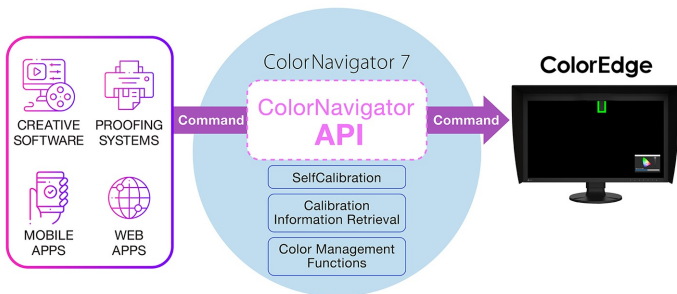 CREATIVE
SOFTWARE
PROOFING
SYSTEMS
MOBILE
APPS
WEB
APPS
Command
ColorNavigator 7
ColorNavigator
API
SelfCalibration
Calibration
Information Retrieval
Color Management
Functions
Command
ColorEdge